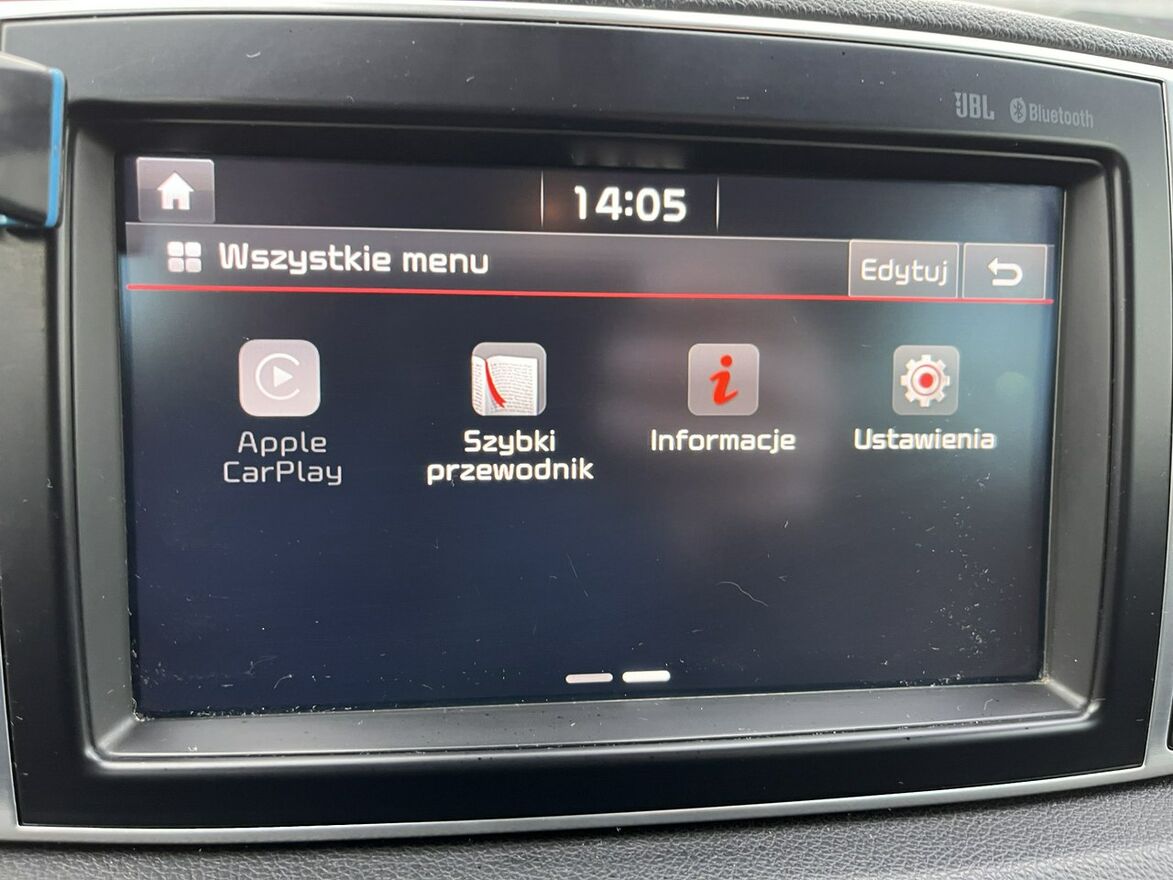 JBL Bluetooth
14:05
Wszystkie menu
Edytuj
Apple
CarPlay
Szybki
przewodnik
Informacje
Ustawienia